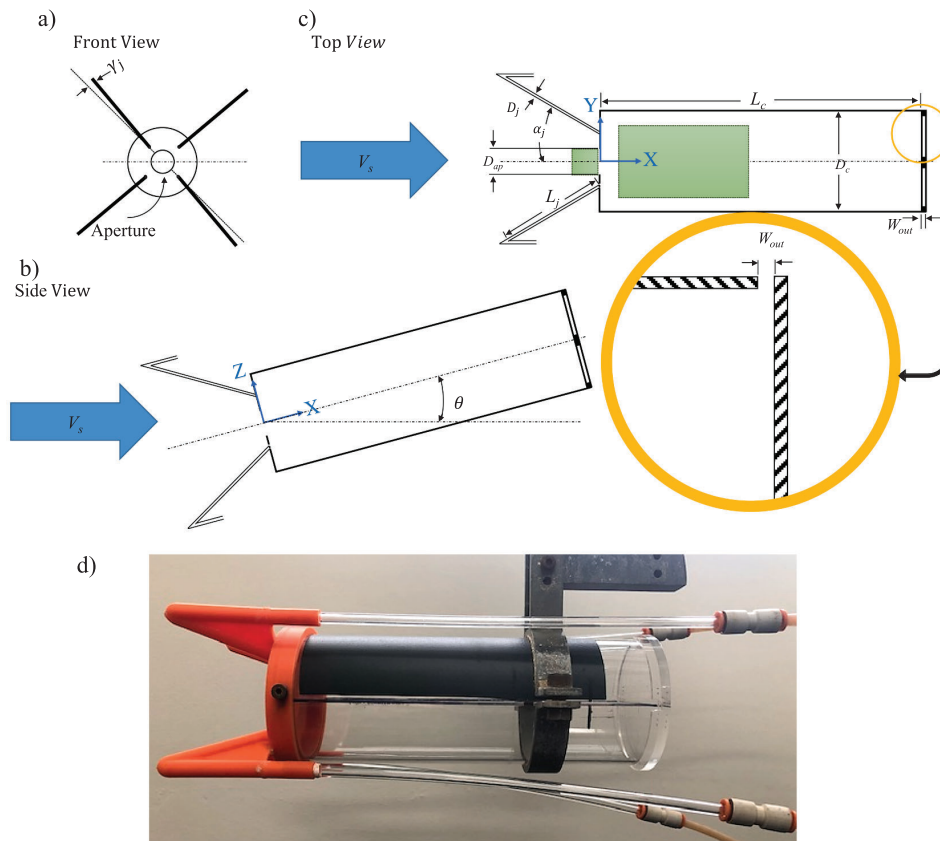 a)
Front View
γj
Aperture
c)
Top View
Vs
Dj
αj
Dap
Lj
Y
X
Lc
Dc
Wout
Wout
b)
Side View
Vs
Z
X
θ
d)